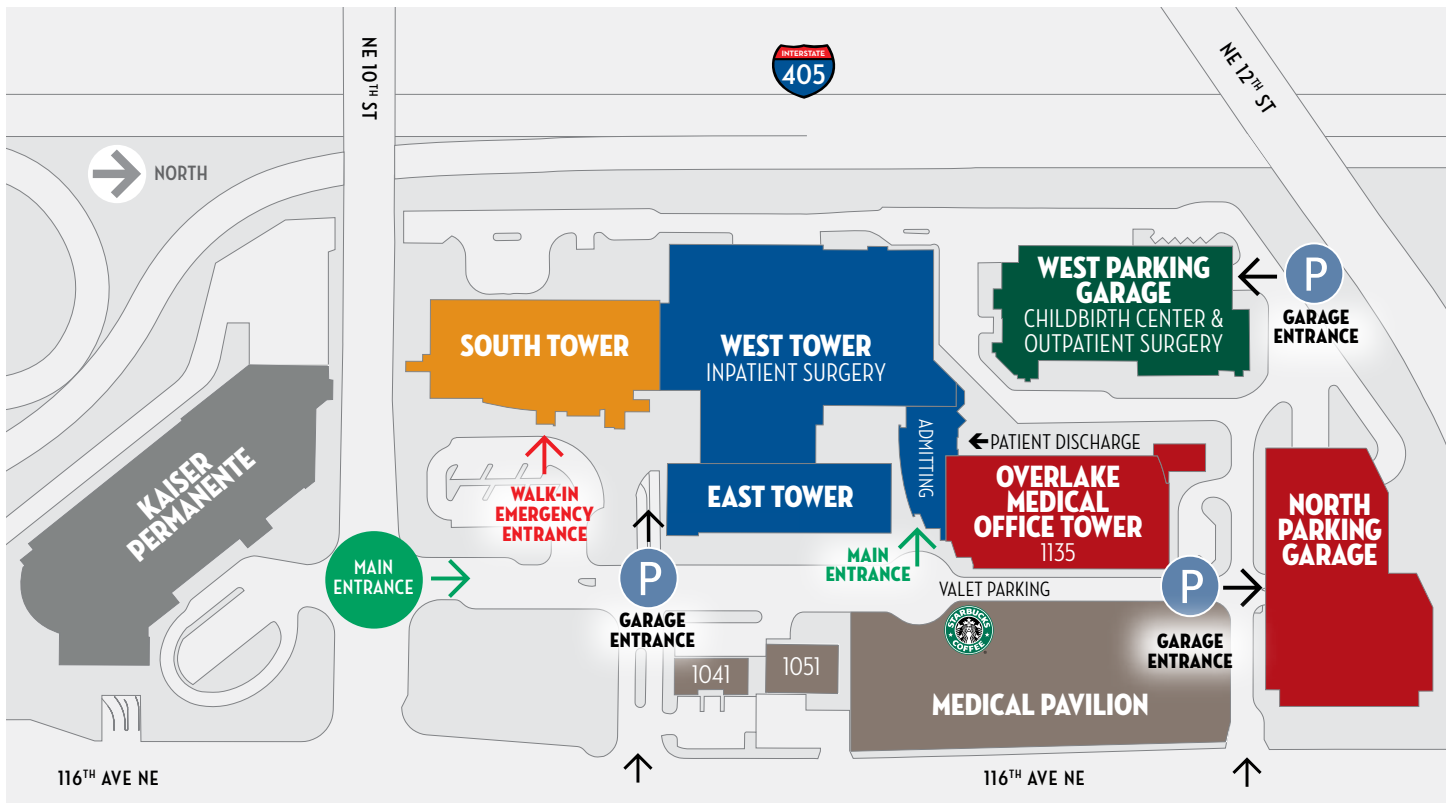 NE 10TH ST
INTERSTATE
405
NE 12TH ST
NORTH
WEST PARKING
GARAGE
CHILDBIRTH CENTER &
OUTPATIENT SURGERY
P
GARAGE
ENTRANCE
SOUTH TOWER
WEST TOWER
INPATIENT SURGERY
KAISER
PERMANENTE
ADMITTING
PATIENT DISCHARGE
WALK-IN
EMERGENCY
ENTRANCE
EAST TOWER
OVERLAKE
MEDICAL
OFFICE TOWER
1135
NORTH
PARKING
GARAGE
MAIN
ENTRANCE
P
GARAGE
ENTRANCE
MAIN
ENTRANCE
VALET PARKING
P
GARAGE
ENTRANCE
STARBUCKS
COFFEE
1041
1051
MEDICAL PAVILION
116TH AVE NE
116TH AVE NE